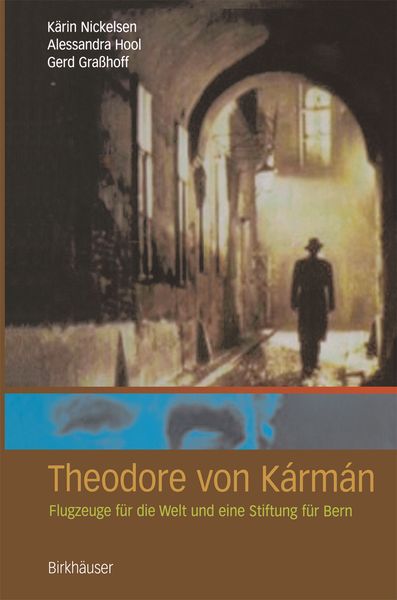 Kärin Nickelsen
Alessandra Hool
Gerd Graßhoff
Theodore von Kármán
Flugzeuge für die Welt und eine Stiftung für Bern
Birkhäuser